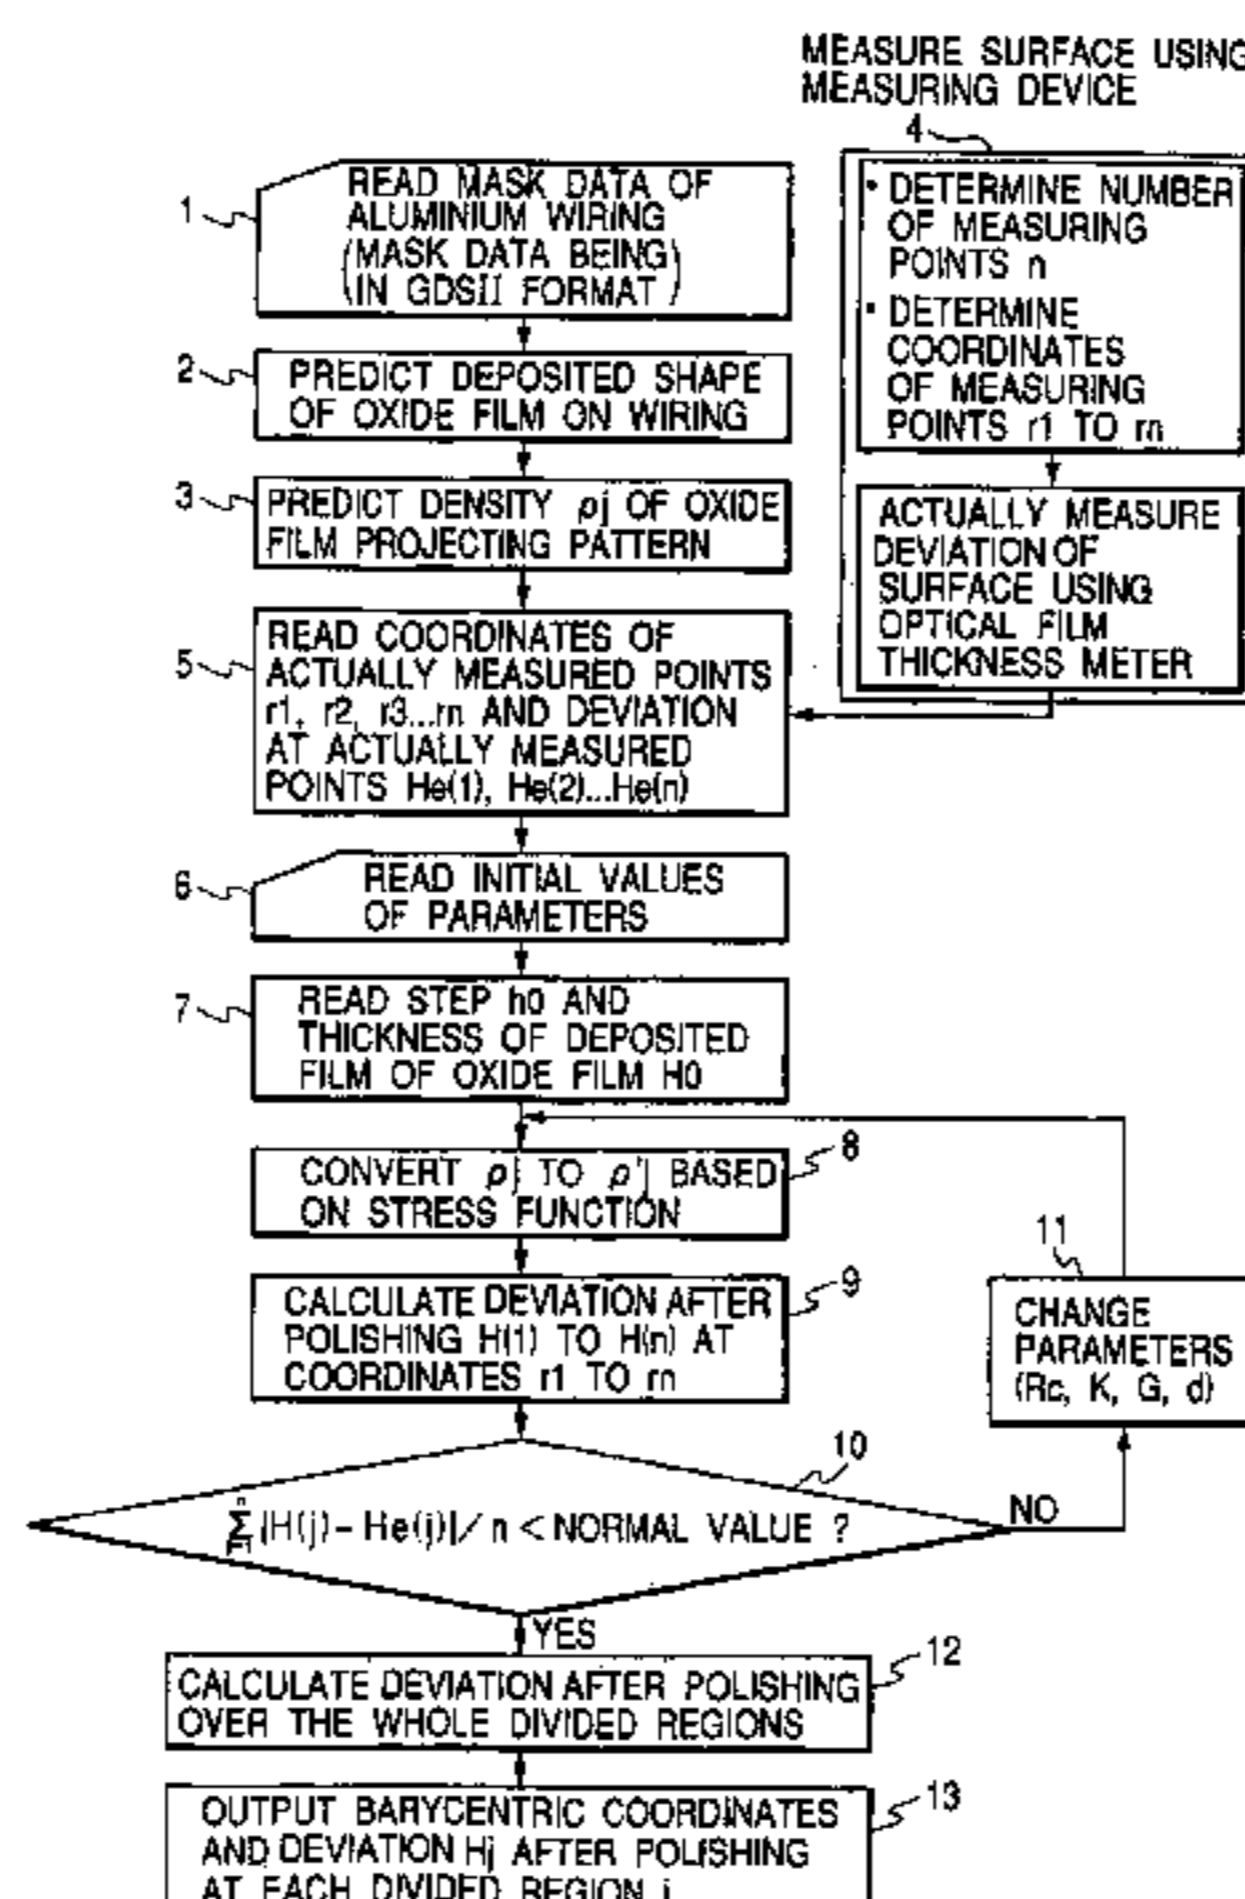 MEASURE SURFACE USING
MEASURING DEVICE
4
1
READ MASK DATA OF
ALUMINIUM WIRING
(MASK DATA BEING)
(IN GDSII FORMAT)
• DETERMINE NUMBER
OF MEASURING
POINTS n
• DETERMINE
COORDINATES
OF MEASURING
POINTS r1 TO rn
2
PREDICT DEPOSITED SHAPE
OF OXIDE FILM ON WIRING
3
PREDICT DENSITY ρj OF OXIDE
FILM PROJECTING PATTERN
ACTUALLY MEASURE
DEVIATION OF
SURFACE USING
OPTICAL FILM
THICKNESS METER
5
READ COORDINATES OF
ACTUALLY MEASURED POINTS
r1, r2, r3...rn AND DEVIATION
AT ACTUALLY MEASURED
POINTS He(1), He(2)...He(n)
6
READ INITIAL VALUES
OF PARAMETERS
7
READ STEP h0 AND
THICKNESS OF DEPOSITED
FILM OF OXIDE FILM H0
8
CONVERT ρj TO ρ'j BASED
ON STRESS FUNCTION
9
CALCULATE DEVIATION AFTER
POLISHING H(1) TO H(n) AT
COORDINATES r1 TO rn
11
CHANGE
PARAMETERS
(Rc, K, G, d)
10
Σ|H(j)-He(j)|/n<NORMAL VALUE ?
NO
YES
12
CALCULATE DEVIATION AFTER POLISHING
OVER THE WHOLE DIVIDED REGIONS
13
OUTPUT BARYCENTRIC COORDINATES
AND DEVIATION Hj AFTER POLISHING
AT EACH DIVIDED REGION j